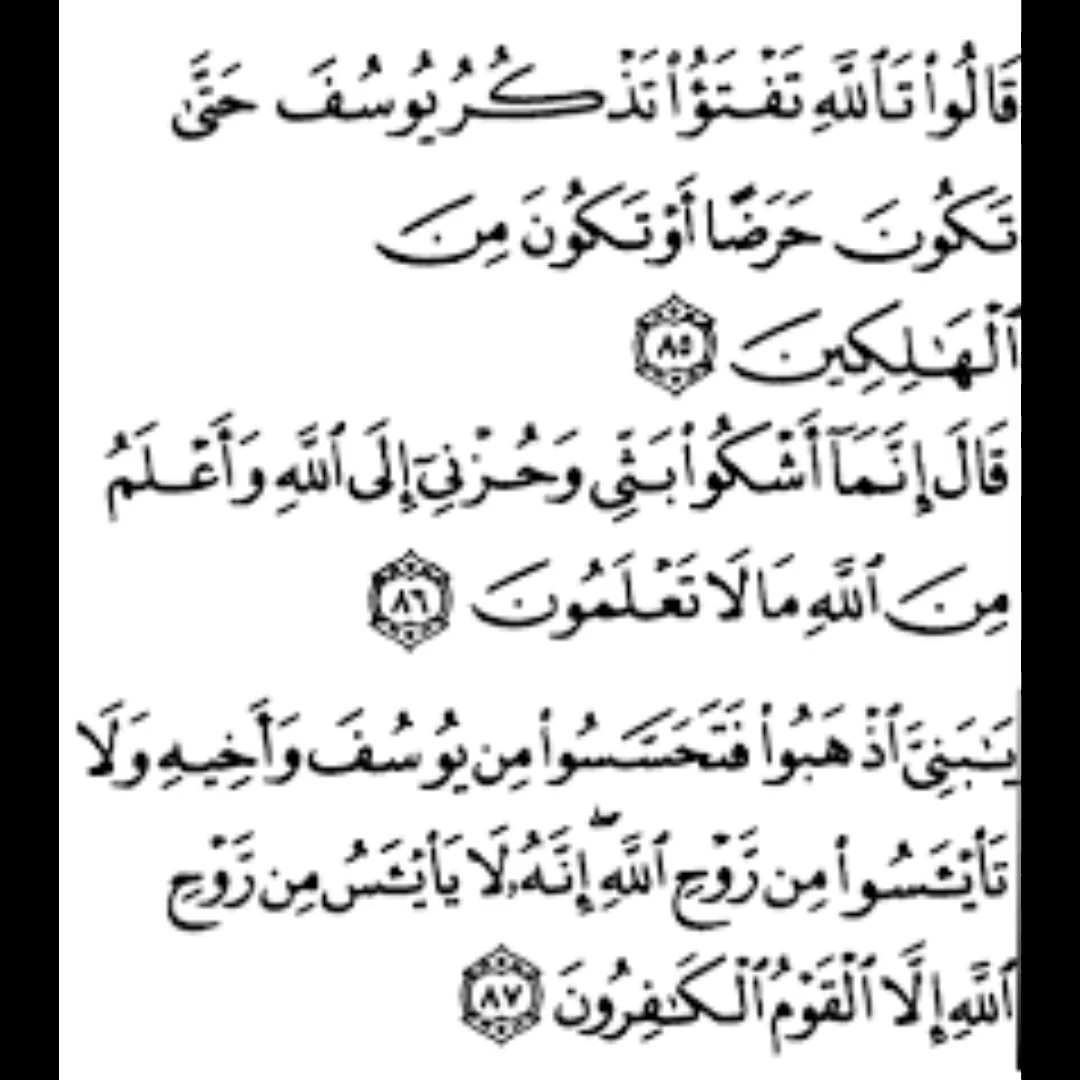 قَالُوا۟ تَٱللَّهِ تَفْتَؤُا۟ تَذْكُرُ يُوسُفَ حَتَّىٰ
تَكُونَ حَرَضًا أَوْ تَكُونَ مِنَ
ٱلْهَـٰلِكِينَ ٨٥
قَالَ إِنَّمَآ أَشْكُوا۟ بَثِّى وَحُزْنِىٓ إِلَى ٱللَّهِ وَأَعْلَمُ
مِنَ ٱللَّهِ مَا لَا تَعْلَمُونَ ٨٦
يَـٰبَنِىَّ ٱذْهَبُوا۟ فَتَحَسَّسُوا۟ مِن يُوسُفَ وَأَخِيهِ وَلَا
تَا۟يْـَٔسُوا۟ مِن رَّوْحِ ٱللَّهِ ۖ إِنَّهُۥ لَا يَا۟يْـَٔسُ مِن رَّوْحِ
ٱللَّهِ إِلَّا ٱلْقَوْمُ ٱلْكَـٰفِرُونَ ٨٧